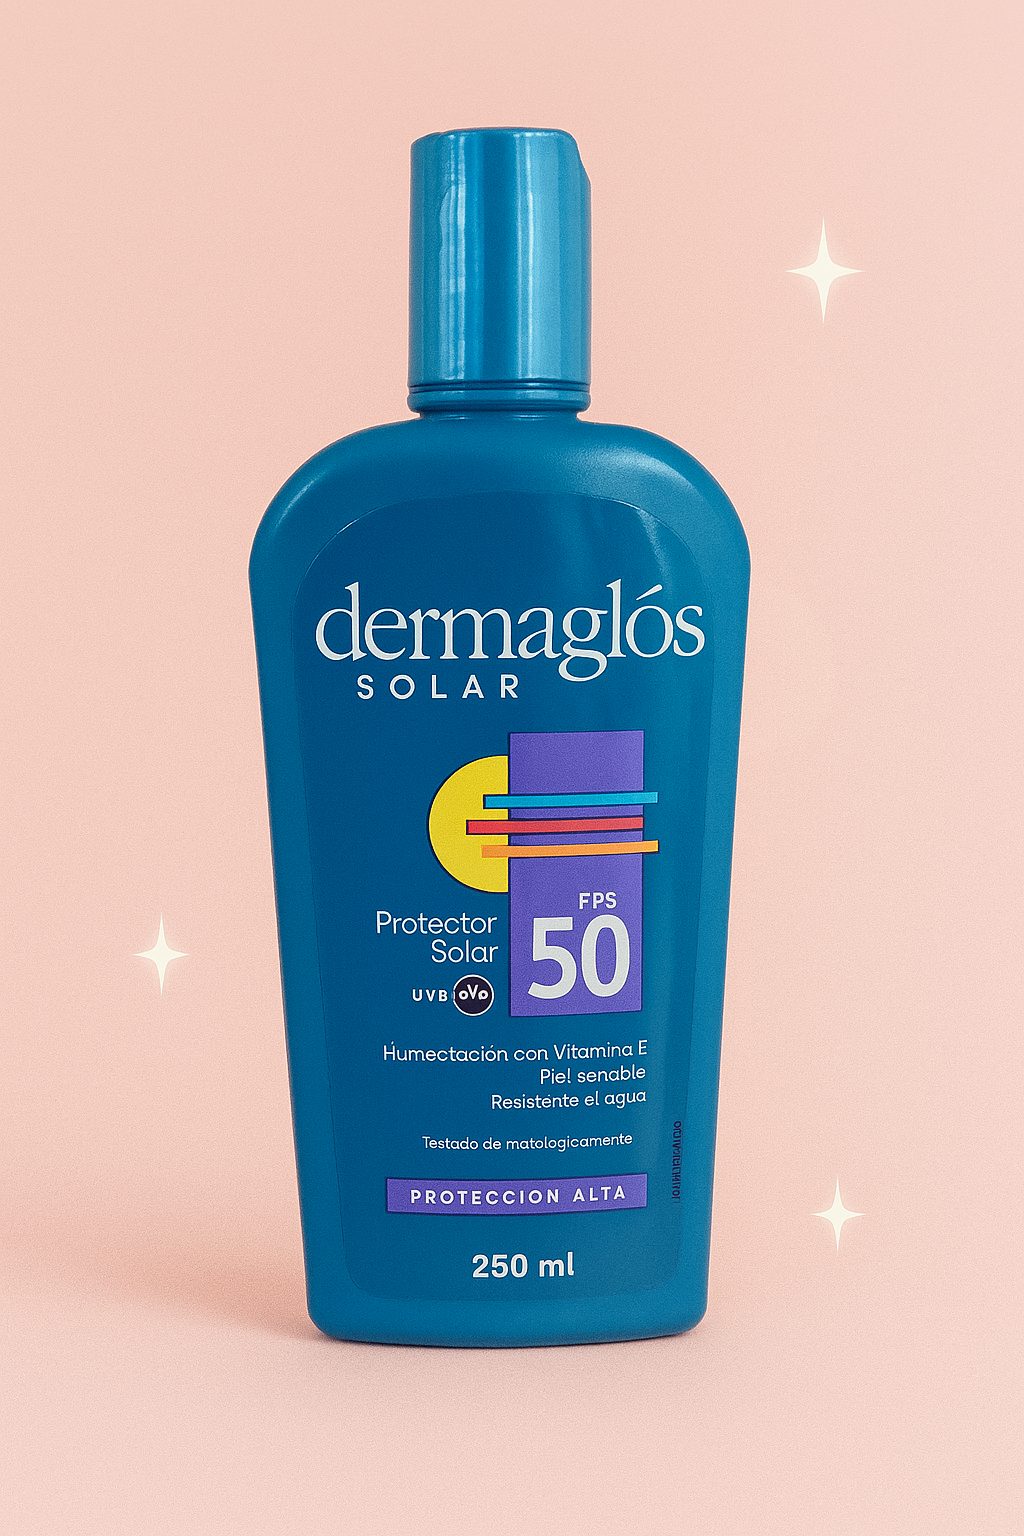 dermaglós
SOLAR
FPS
50
Protector
Solar
UVB
Humectación con Vitamina E
Piel senable
Resistente el agua
Testado de matologicamente
PROTECCION ALTA
250 ml